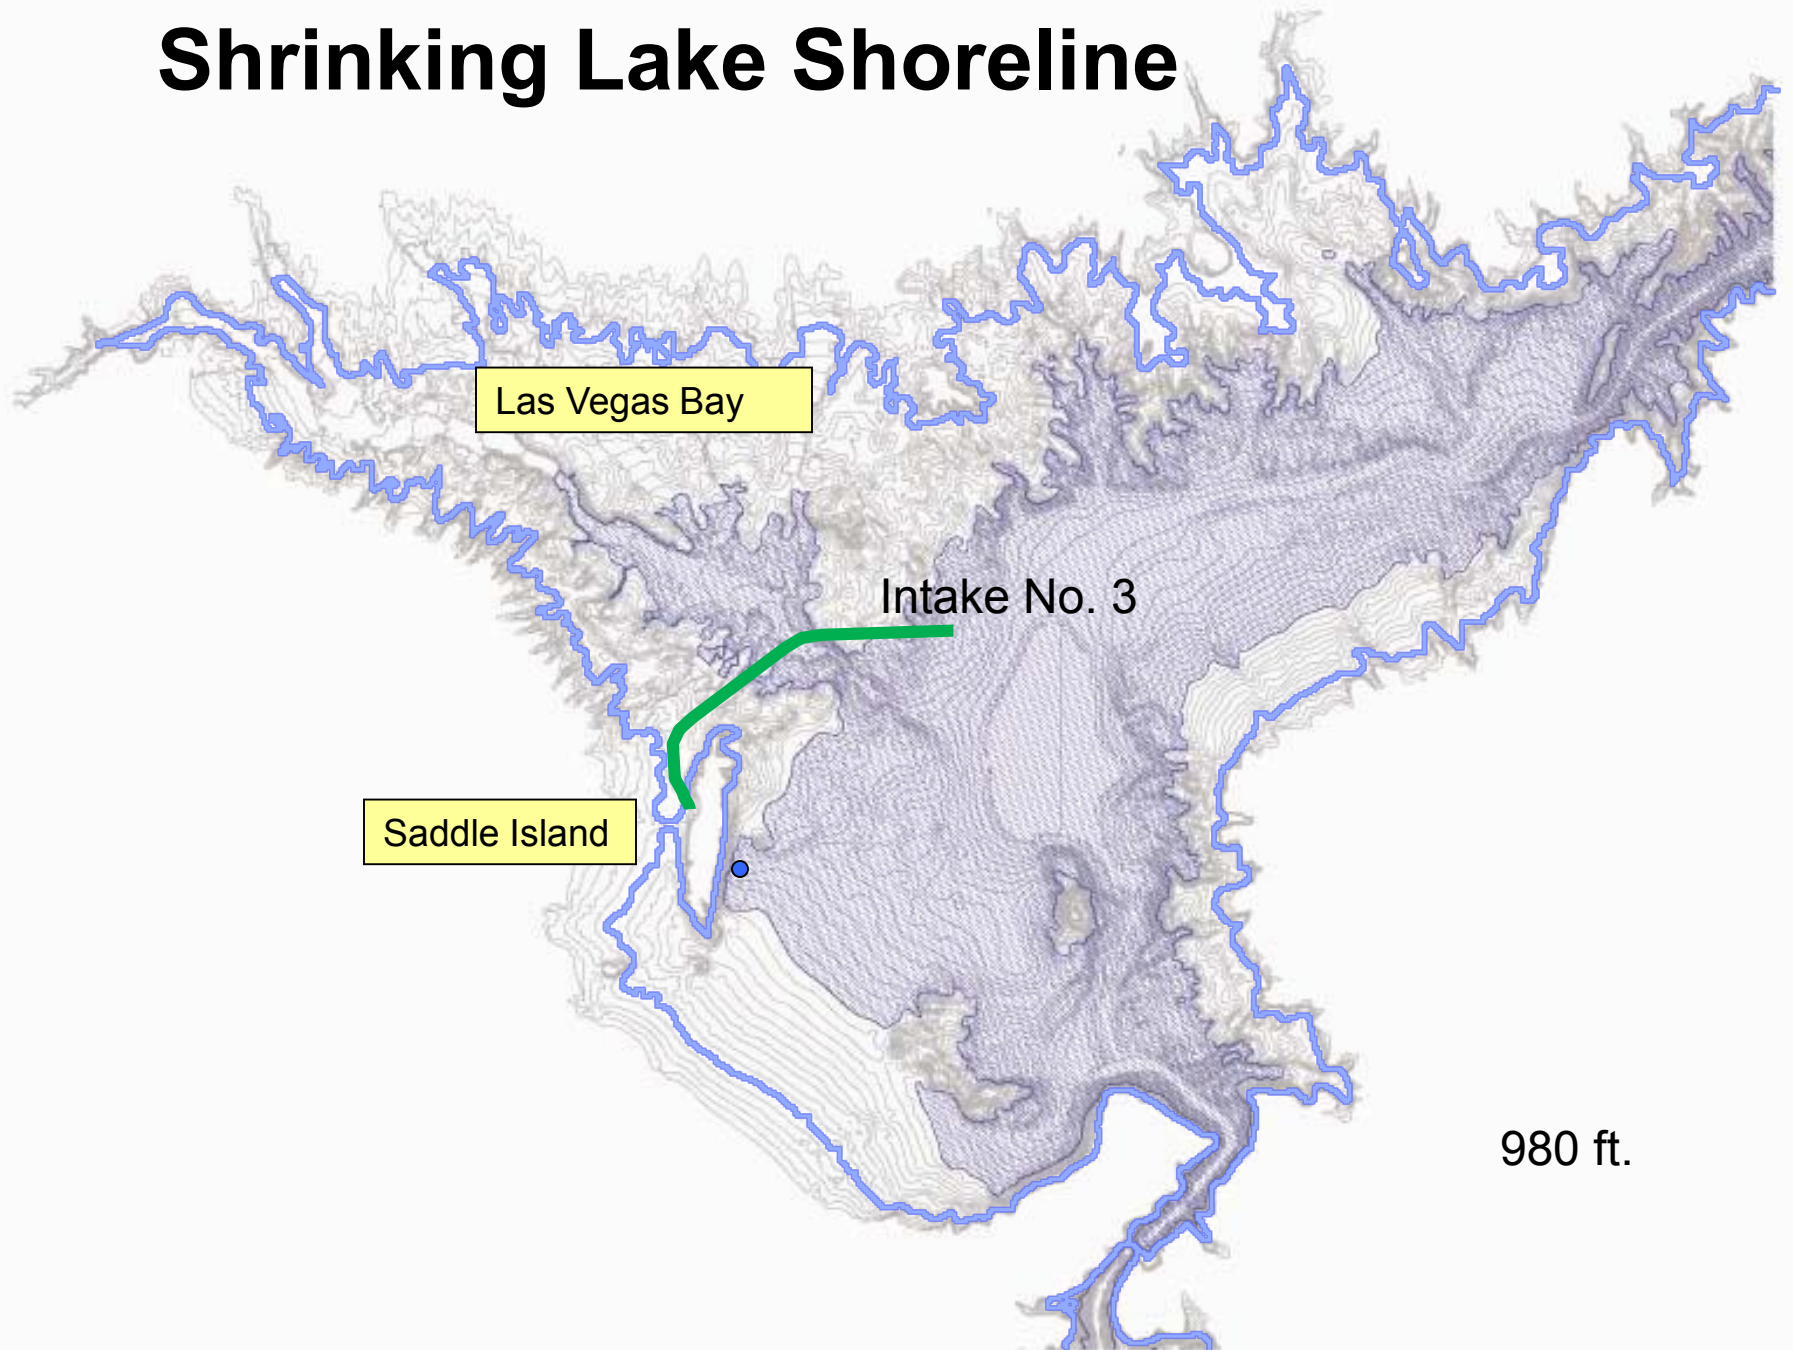 Shrinking Lake Shoreline
Las Vegas Bay
Intake No. 3
Saddle Island
980 ft.